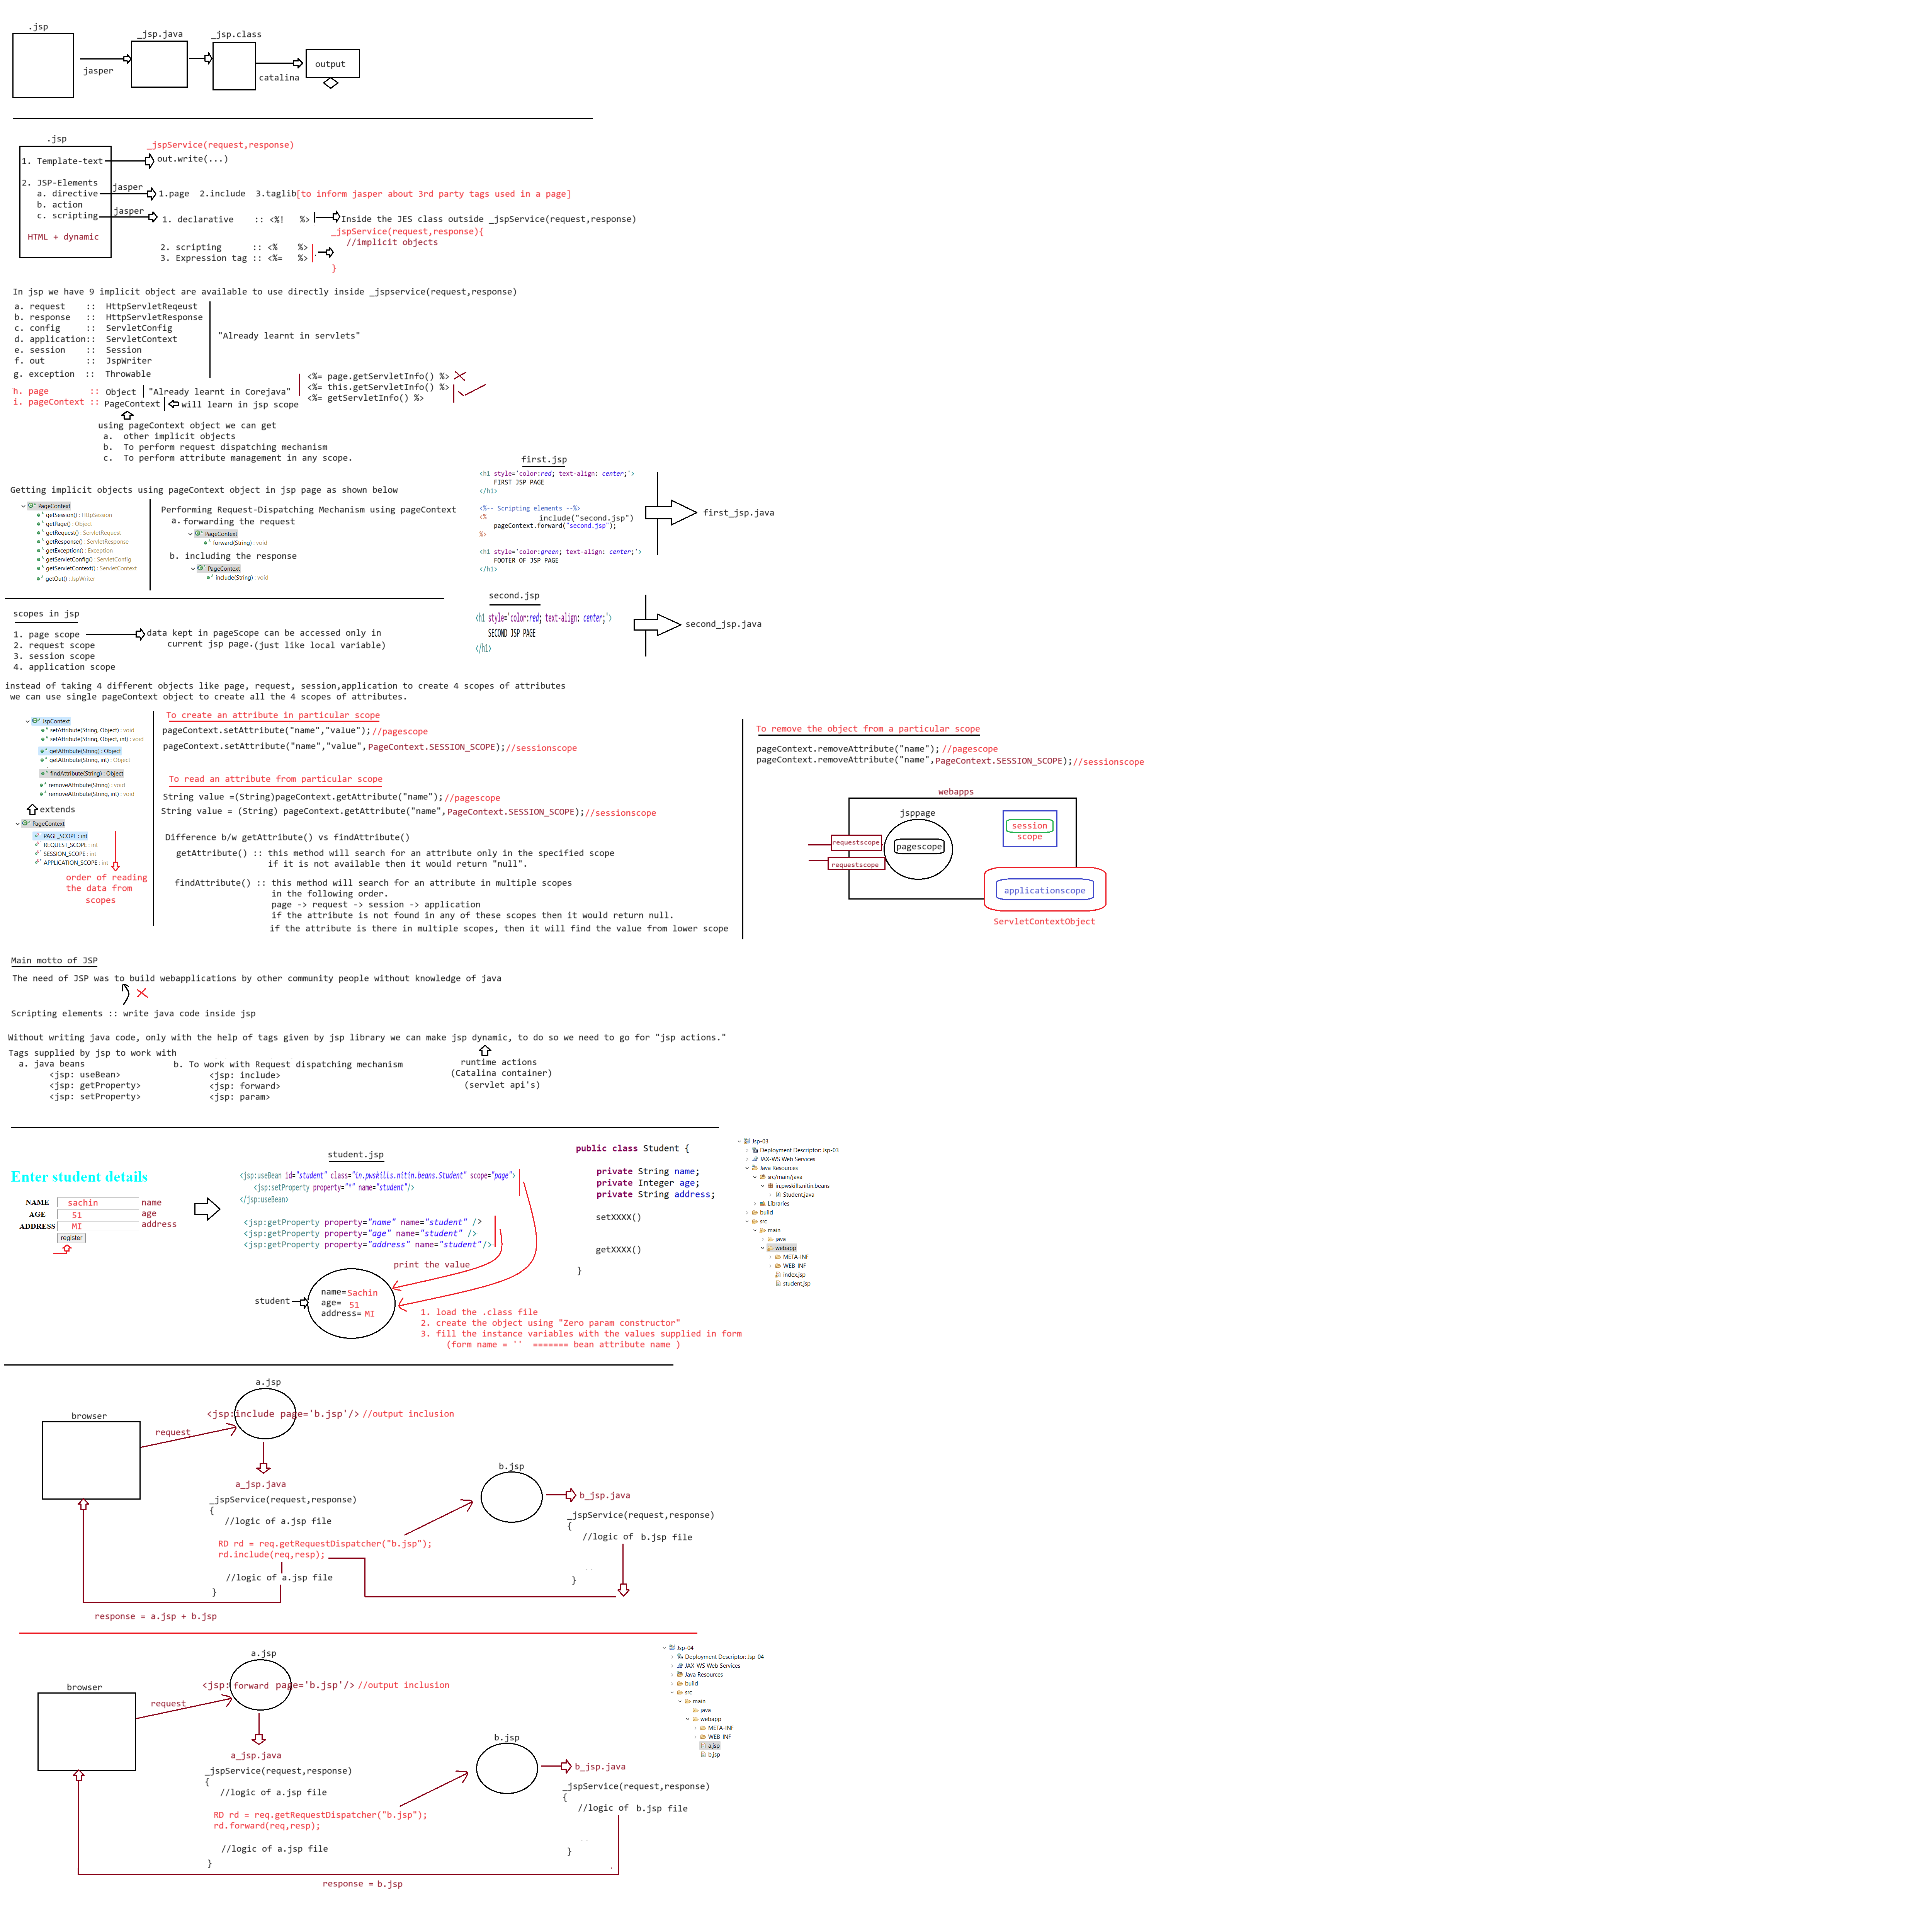 .jsp
_jsp.java
_jsp.class
jasper
catalina
output
.jsp
_jspService(request,response)
1. Template-text
out.write(...)
2. JSP-Elements
a. directive
jasper
1.page 2.include 3.taglib[to inform jasper about 3rd party tags used in a page]
b. action
c. scripting
jasper
1. declarative :: <%! %>
Inside the JES class outside _jspService(request,response)
_jspService(request,response){
//implicit objects
HTML + dynamic
2. scripting :: <% %>
3. Expression tag :: <%= %>
}
In jsp we have 9 implicit object are available to use directly inside _jspservice(request,response)
a. request :: HttpServletReqeust
b. response :: HttpServletResponse
c. config :: ServletConfig
d. application:: ServletContext
e. session :: Session
f. out :: JspWriter
g. exception :: Throwable
"Already learnt in servlets"
h. page :: Object
"Already learnt in Corejava"
i. pageContext :: PageContext
will learn in jsp scope
<%= page.getServletInfo() %>
<%= this.getServletInfo() %>
<%= getServletInfo() %>
using pageContext object we can get
a. other implicit objects
b. To perform request dispatching mechanism
c. To perform attribute management in any scope.
Getting implicit objects using pageContext object in jsp page as shown below
PageContext
getSession() : HttpSession
getPage() : Object
getRequest() : ServletRequest
getResponse() : ServletResponse
getException() : Exception
getServletConfig() : ServletConfig
getServletContext() : ServletContext
getOut() : JspWriter
Performing Request-Dispatching Mechanism using pageContext
a. forwarding the request
PageContext
forward(String) : void
b. including the response
PageContext
include(String) : void
first.jsp
<h1 style='color:red; text-align: center;'>
FIRST JSP PAGE
</h1>
<%-- Scripting elements --%>
<%
include("second.jsp")
pageContext.forward("second.jsp");
%>
<h1 style='color:green; text-align: center;'>
FOOTER OF JSP PAGE
</h1>
first_jsp.java
second.jsp
<h1 style='color:red; text-align: center;'>
SECOND JSP PAGE
</h1>
second_jsp.java
scopes in jsp
1. page scope
2. request scope
3. session scope
4. application scope
data kept in pageScope can be accessed only in
current jsp page.(just like local variable)
instead of taking 4 different objects like page, request, session,application to create 4 scopes of attributes
we can use single pageContext object to create all the 4 scopes of attributes.
JspContext
setAttribute(String, Object) : void
setAttribute(String, Object, int) : void
getAttribute(String) : Object
getAttribute(String, int) : Object
findAttribute(String) : Object
removeAttribute(String) : void
removeAttribute(String, int) : void
extends
PageContext
PAGE_SCOPE : int
REQUEST_SCOPE : int
SESSION_SCOPE : int
APPLICATION_SCOPE : int
order of reading
the data from
scopes
To create an attribute in particular scope
pageContext.setAttribute("name","value");//pagescope
pageContext.setAttribute("name","value",PageContext.SESSION_SCOPE);//sessionscope
To read an attribute from particular scope
String value =(String)pageContext.getAttribute("name");//pagescope
String value = (String) pageContext.getAttribute("name",PageContext.SESSION_SCOPE);//sessionscope
Difference b/w getAttribute() vs findAttribute()
getAttribute() :: this method will search for an attribute only in the specified scope
if it is not available then it would return "null".
findAttribute() :: this method will search for an attribute in multiple scopes
in the following order.
page -> request -> session -> application
if the attribute is not found in any of these scopes then it would return null.
if the attribute is there in multiple scopes, then it will find the value from lower scope
To remove the object from a particular scope
pageContext.removeAttribute("name");//pagescope
pageContext.removeAttribute("name",PageContext.SESSION_SCOPE);//sessionscope
webapps
jsppage
session
scope
requestscope
pagescope
requestscope
applicationscope
ServletContextObject
Main motto of JSP
The need of JSP was to build webapplications by other community people without knowledge of java
Scripting elements :: write java code inside jsp
Without writing java code, only with the help of tags given by jsp library we can make jsp dynamic, to do so we need to go for "jsp actions."
Tags supplied by jsp to work with
a. java beans
<jsp: useBean>
<jsp: getProperty>
<jsp: setProperty>
b. To work with Request dispatching mechanism
<jsp: include>
<jsp: forward>
<jsp: param>
runtime actions
(Catalina container)
(servlet api's)
Enter student details
NAME sachin name
AGE 51 age
ADDRESS MI address
register
student.jsp
<jsp:useBean id="student" class="in.pwskills.nitin.beans.Student" scope="page">
<jsp:setProperty property="*" name="student"/>
</jsp:useBean>
<jsp:getProperty property="name" name="student" />
<jsp:getProperty property="age" name="student" />
<jsp:getProperty property="address" name="student"/>
print the value
student
name=Sachin
age= 51
address= MI
1. load the .class file
2. create the object using "Zero param constructor"
3. fill the instance variables with the values supplied in form
(form name = '' ======= bean attribute name )
public class Student {
private String name;
private Integer age;
private String address;
setXXXX()
getXXXX()
}
Jsp-03
Deployment Descriptor: Jsp-03
JAX-WS Web Services
Java Resources
src/main/java
in.pwskills.nitin.beans
Student.java
Libraries
build
src
main
java
webapp
META-INF
WEB-INF
index.jsp
student.jsp
a.jsp
browser
<jsp:include page='b.jsp'/> //output inclusion
request
a_jsp.java
_jspService(request,response)
{
//logic of a.jsp file
RD rd = req.getRequestDispatcher("b.jsp");
rd.include(req,resp);
//logic of a.jsp file
}
b.jsp
b_jsp.java
_jspService(request,response)
{
//logic of b.jsp file
}
response = a.jsp + b.jsp
a.jsp
browser
<jsp: forward page='b.jsp'/> //output inclusion
request
a_jsp.java
_jspService(request,response)
{
//logic of a.jsp file
RD rd = req.getRequestDispatcher("b.jsp");
rd.forward(req,resp);
//logic of a.jsp file
}
b.jsp
b_jsp.java
_jspService(request,response)
{
//logic of b.jsp file
}
response = b.jsp
Jsp-04
Deployment Descriptor: Jsp-04
JAX-WS Web Services
Java Resources
build
src
main
java
webapp
META-INF
WEB-INF
a.jsp
b.jsp